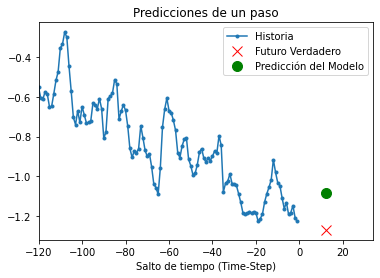 Predicciones de un paso
Historia
Futuro Verdadero
Predicción del Modelo
−0.4
−0.6
−0.8
−1.0
−1.2
−120 −100 −80 −60 −40 −20 0 20
Salto de tiempo (Time-Step)